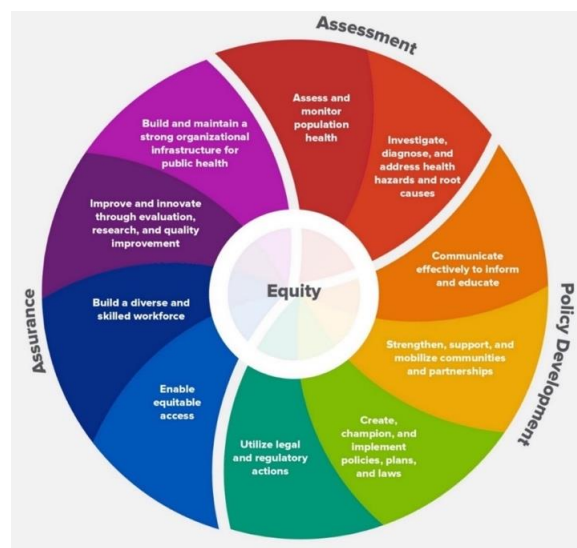 Assessment
Assess and
monitor
population
health
Investigate,
diagnose, and
address health
hazards and root
causes
Policy Development
Communicate
effectively to inform
and educate
Strengthen, support, and
mobilize communities
and partnerships
Create,
champion, and
implement
policies, plans,
and laws
Utilize legal
and regulatory
actions
Assurance
Enable
equitable
access
Build a diverse and
skilled workforce
Improve and innovate
through evaluation,
research, and quality
improvement
Build and maintain a
strong organizational
infrastructure for
public health
Equity